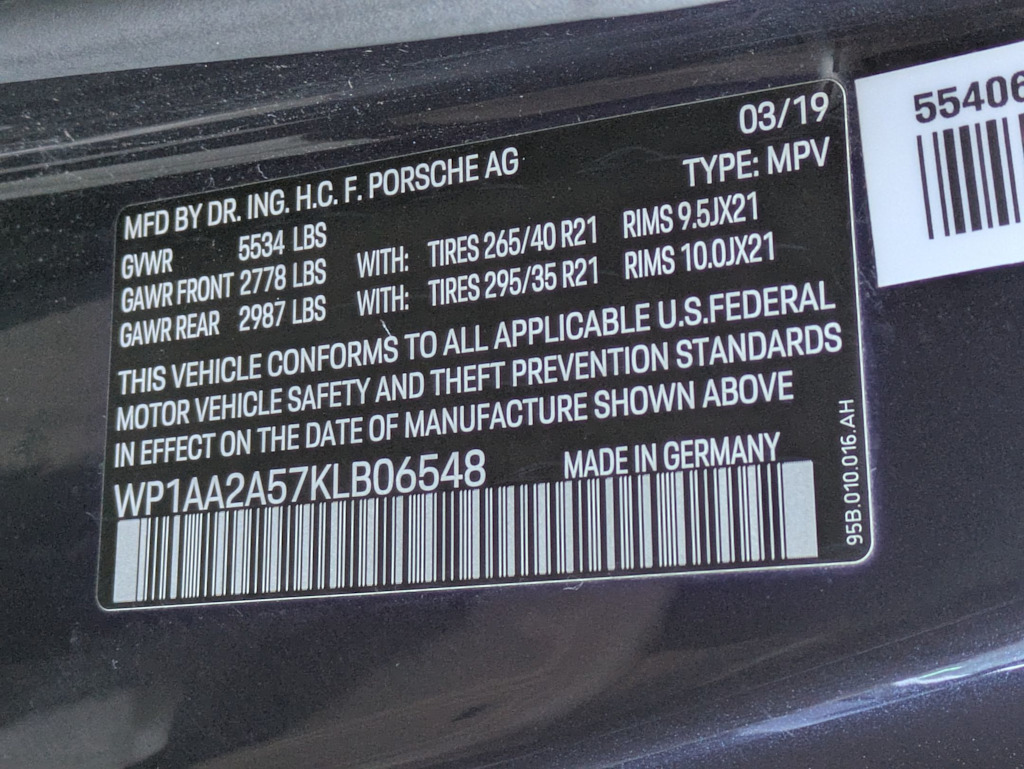 03/19
MFD BY DR. ING. H.C. F. PORSCHE AG TYPE: MPV
GVWR 5534 LBS
GAWR FRONT 2778 LBS WITH: TIRES 265/40 R21 RIMS 9.5JX21
GAWR REAR 2987 LBS WITH: TIRES 295/35 R21 RIMS 10.0JX21
THIS VEHICLE CONFORMS TO ALL APPLICABLE U.S.FEDERAL
MOTOR VEHICLE SAFETY AND THEFT PREVENTION STANDARDS
IN EFFECT ON THE DATE OF MANUFACTURE SHOWN ABOVE
WP1AA2A57KLB06548 MADE IN GERMANY
95B.010.016.AH
55406